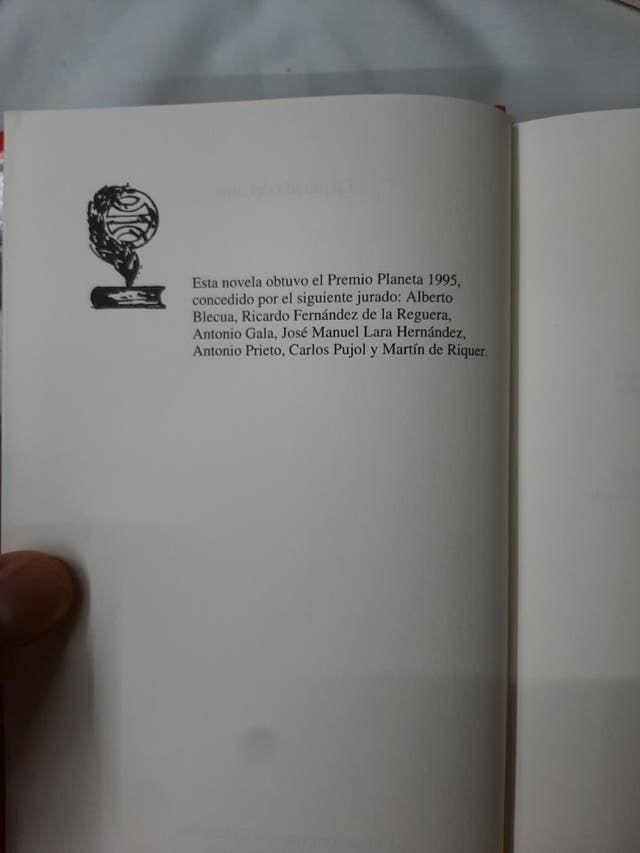 Esta novela obtuvo el Premio Planeta 1995,
concedido por el siguiente jurado: Alberto
Blecua, Ricardo Fernández de la Reguera,
Antonio Gala, José Manuel Lara Hernández,
Antonio Prieto, Carlos Pujol y Martín de Riquer.